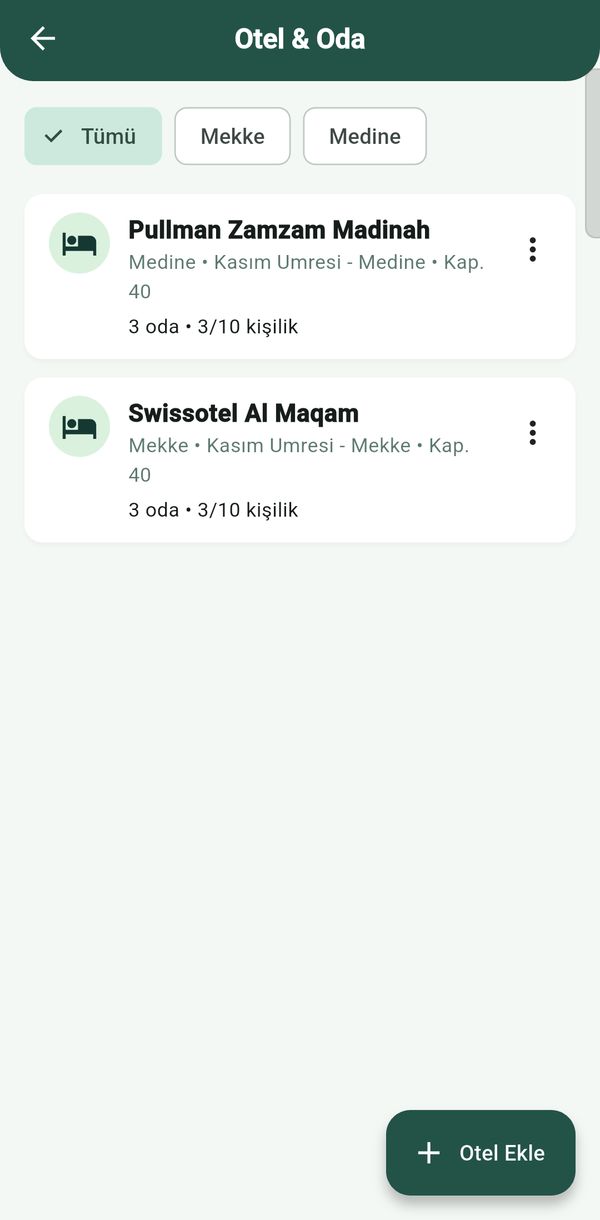 Otel & Oda
Tümü
Mekke
Medine
Pullman Zamzam Madinah
Medine • Kasım Umresi - Medine • Kap.
40
3 oda • 3/10 kişilik
Swissotel Al Maqam
Mekke • Kasım Umresi - Mekke • Kap.
40
3 oda • 3/10 kişilik
Otel Ekle